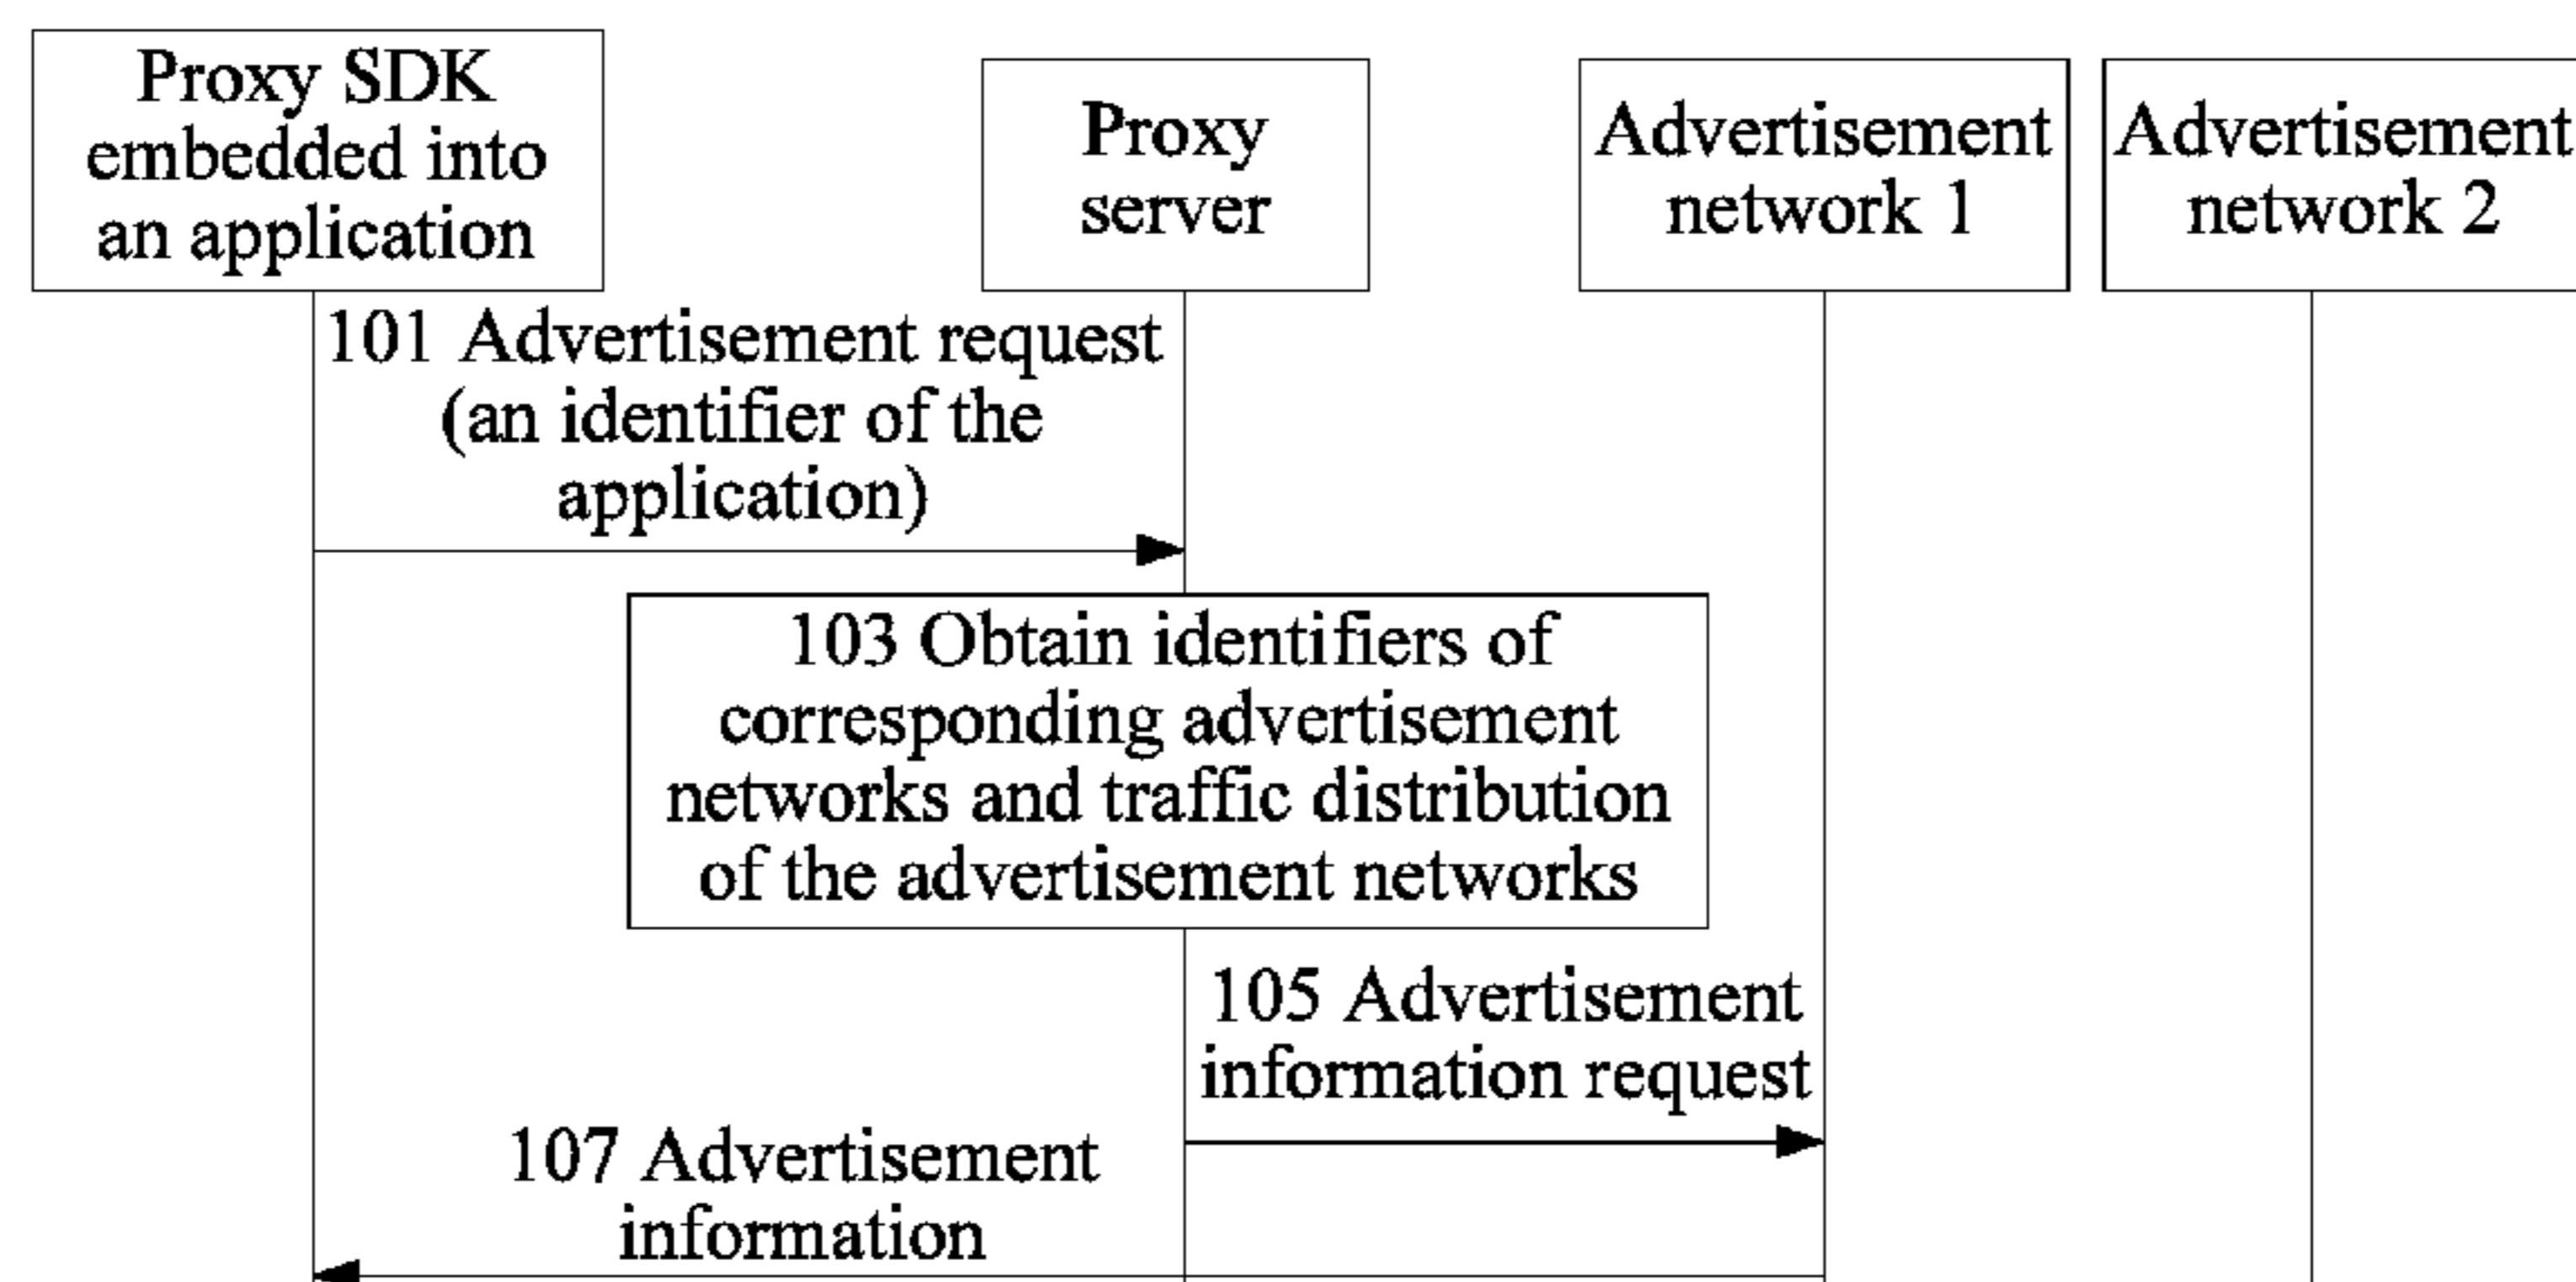 Proxy SDK
embedded into
an application
Proxy
server
Advertisement
network 1
Advertisement
network 2
101 Advertisement request
(an identifier of the
application)
103 Obtain identifiers of
corresponding advertisement
networks and traffic distribution
of the advertisement networks
105 Advertisement
information request
107 Advertisement
information